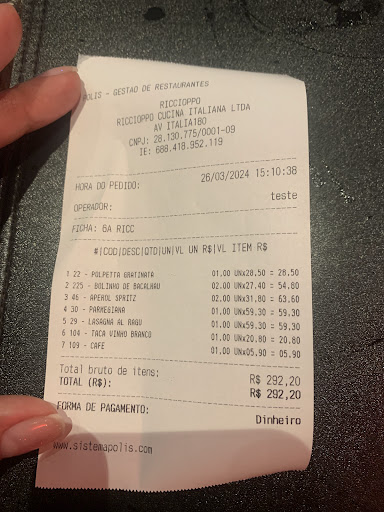 POLIS - GESTAO DE RESTAURANTES
RICCIOPPO
RICCIOPPO CUCINA ITALIANA LTDA
AV ITALIA180
CNPJ: 28.130.775/0001-09
IE: 688.418.952.119
HORA DO PEDIDO: 26/03/2024 15:10:38
OPERADOR: teste
FICHA: 8A RICC
#|COD|DESC|QTD|UN|VL UN R$|VL ITEM R$
1 22 - POLPETTA GRATINATA 01.00 UNx28.50 = 28.50
2 225 - BOLINHO DE BACALHAU 02.00 UNx27.40 = 54.80
3 46 - APEROL SPRITZ 02.00 UNx31.80 = 63.60
4 30 - PARMEGIANA 01.00 UNx59.30 = 59.30
5 29 - LASAGNA AL RAGU 01.00 UNx59.30 = 59.30
6 104 - TACA VINHO BRANCO 01.00 UNx20.80 = 20.80
7 109 - CAFE 01.00 UNx05.90 = 05.90
Total bruto de itens: R$ 292,20
TOTAL (R$): R$ 292,20
FORMA DE PAGAMENTO: Dinheiro
www.sistemapolis.com